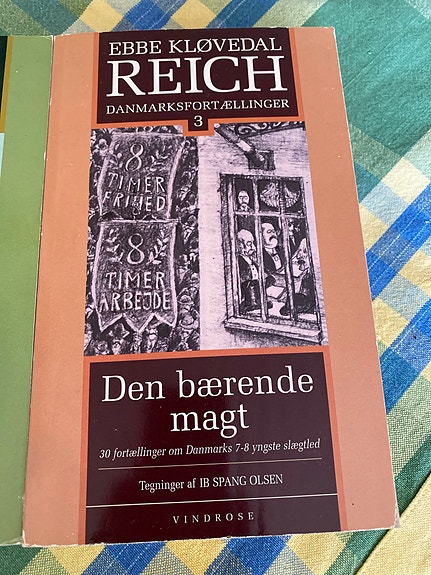 EBBE KLØVEDAL
REICH
DANMARKSFORTÆLLINGER
3
8
TIMER
FRIHED
8
TIMER
ARBEJDE
Den bærende
magt
30 fortællinger om Danmarks 7-8 yngste slægtled
Tegninger af IB SPANG OLSEN
VINDROSE